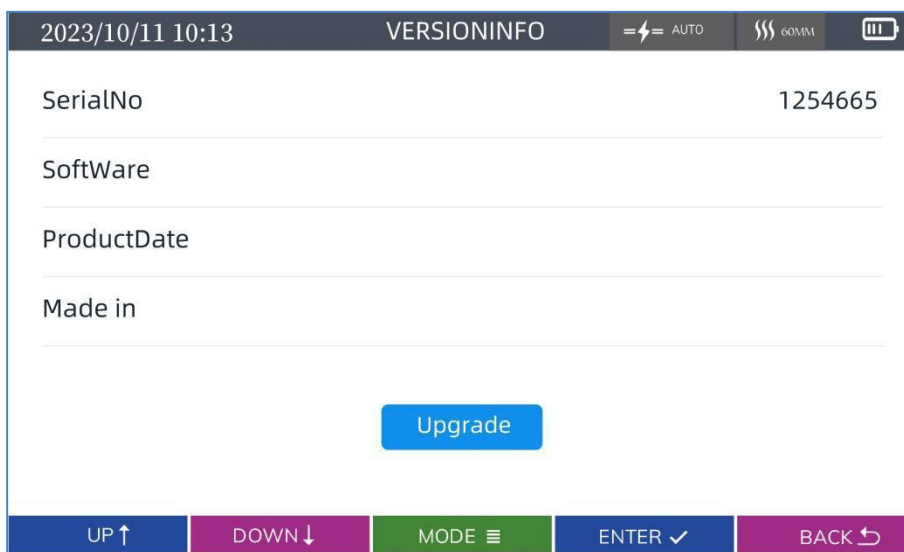 2023/10/11 10:13 VERSIONINFO AUTO 60MM
SerialNo 1254665
SoftWare
ProductDate
Made in
Upgrade
UP↑ DOWN↓ MODE ≡ ENTER ✓ BACK ⮌